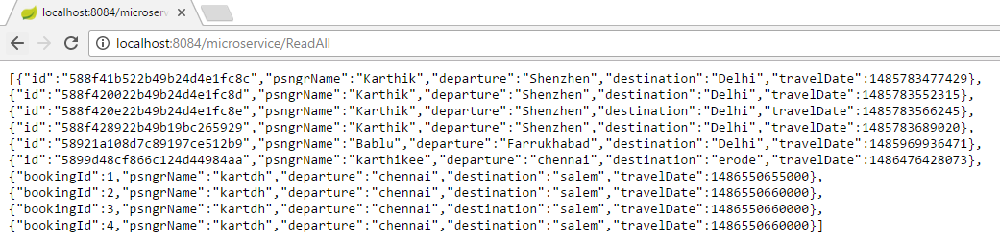 localhost:8084/microserv
localhost:8084/microservice/ReadAll
[{"id":"588f41b522b49b24d4e1fc8c","psngrName":"Karthik","departure":"Shenzhen","destination":"Delhi","travelDate":1485783477429},
{"id":"588f420022b49b24d4e1fc8d","psngrName":"Karthik","departure":"Shenzhen","destination":"Delhi","travelDate":1485783552315},
{"id":"588f420e22b49b24d4e1fc8e","psngrName":"Karthik","departure":"Shenzhen","destination":"Delhi","travelDate":1485783566245},
{"id":"588f428922b49b19bc265929","psngrName":"Karthik","departure":"Shenzhen","destination":"Delhi","travelDate":1485783689020},
{"id":"58921a108d7c89197ce512b9","psngrName":"Bablu","departure":"Farrukhabad","destination":"Delhi","travelDate":1485969936471},
{"id":"5899d48cf866c124d44984aa","psngrName":"karthikee","departure":"chennai","destination":"erode","travelDate":1486476428073},
{"bookingId":1,"psngrName":"kartdh","departure":"chennai","destination":"salem","travelDate":1486550655000},
{"bookingId":2,"psngrName":"kartdh","departure":"chennai","destination":"salem","travelDate":1486550660000},
{"bookingId":3,"psngrName":"kartdh","departure":"chennai","destination":"salem","travelDate":1486550660000},
{"bookingId":4,"psngrName":"kartdh","departure":"chennai","destination":"salem","travelDate":1486550660000}]